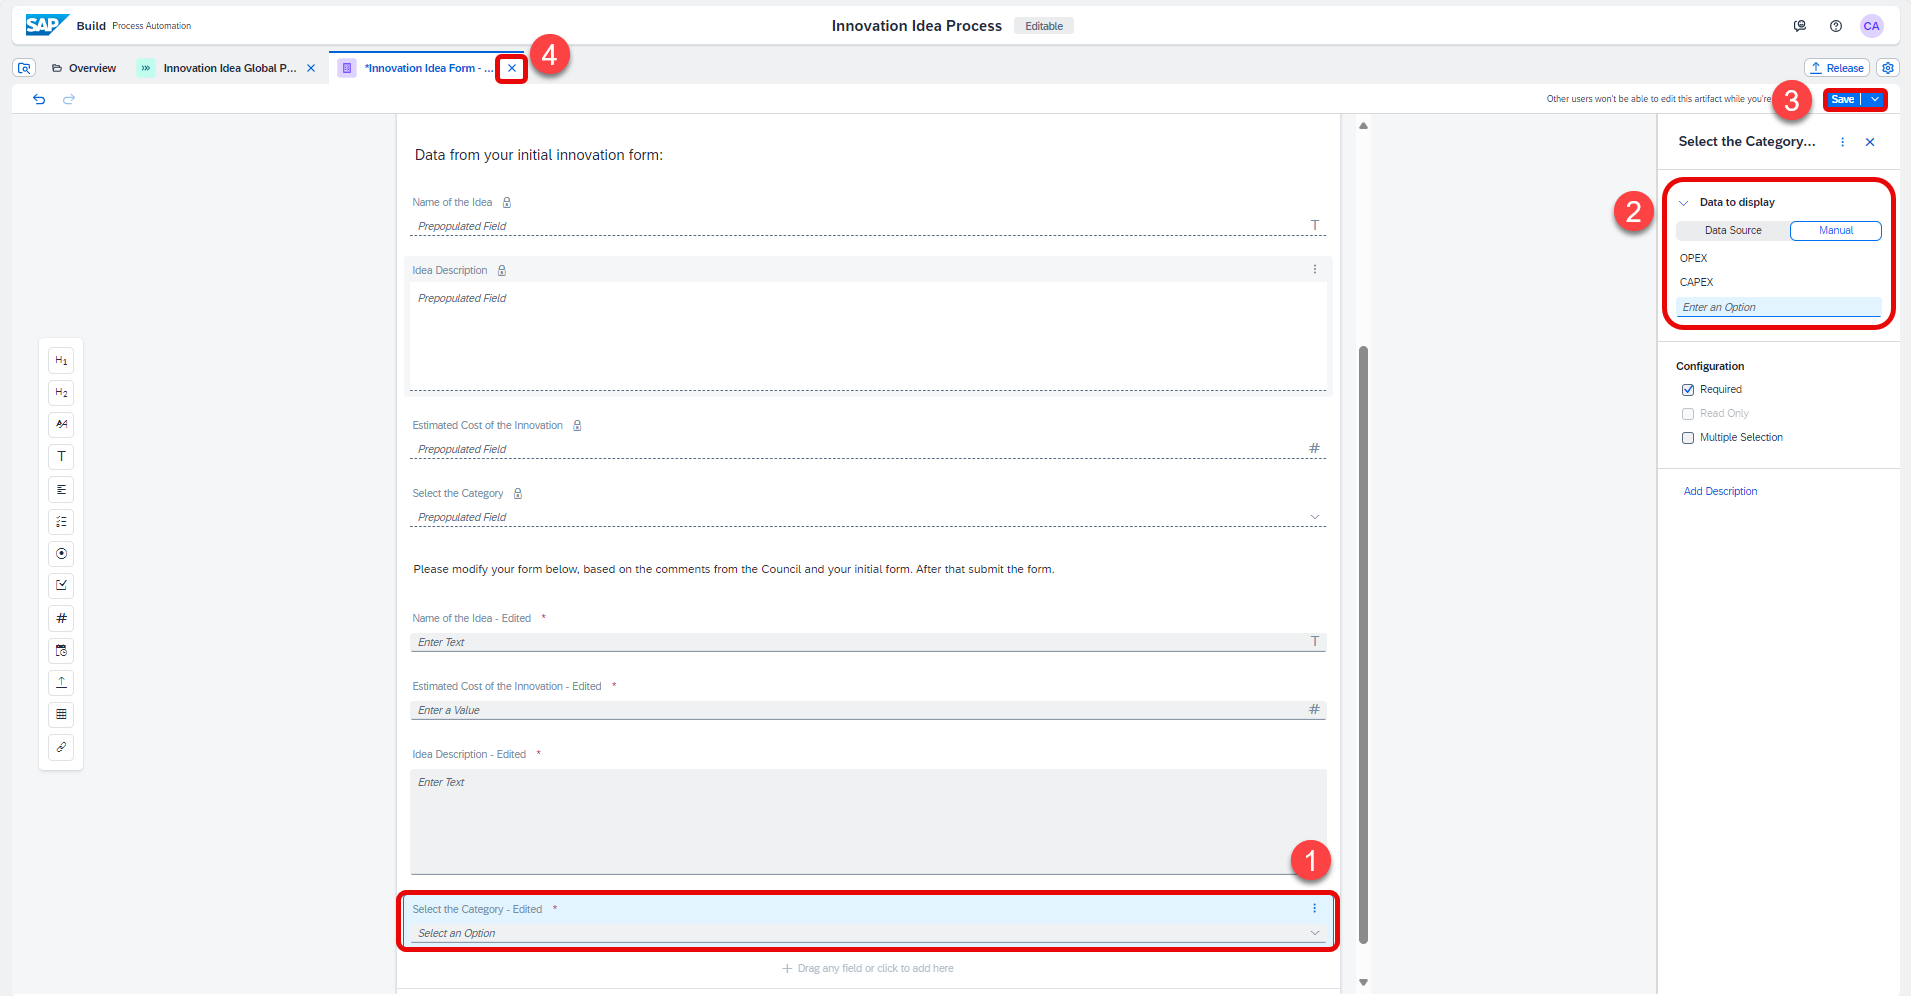 SAP Build Process Automation
Innovation Idea Process Editable
CA
Overview
Innovation Idea Global P...
*Innovation Idea Form - ...
4
Release
Other users won't be able to edit this artifact while you're
3
Save
Data from your initial innovation form:
Name of the Idea
Prepopulated Field
T
Idea Description
Prepopulated Field
Estimated Cost of the Innovation
Prepopulated Field
#
Select the Category
Prepopulated Field
Please modify your form below, based on the comments from the Council and your initial form. After that submit the form.
Name of the Idea - Edited *
Enter Text
T
Estimated Cost of the Innovation - Edited *
Enter a Value
#
Idea Description - Edited *
Enter Text
1
Select the Category - Edited *
Select an Option
+ Drag any field or click to add here
H1
H2
AA
T
#
Select the Category...
2
Data to display
Data Source Manual
OPEX
CAPEX
Enter an Option
Configuration
Required
Read Only
Multiple Selection
Add Description